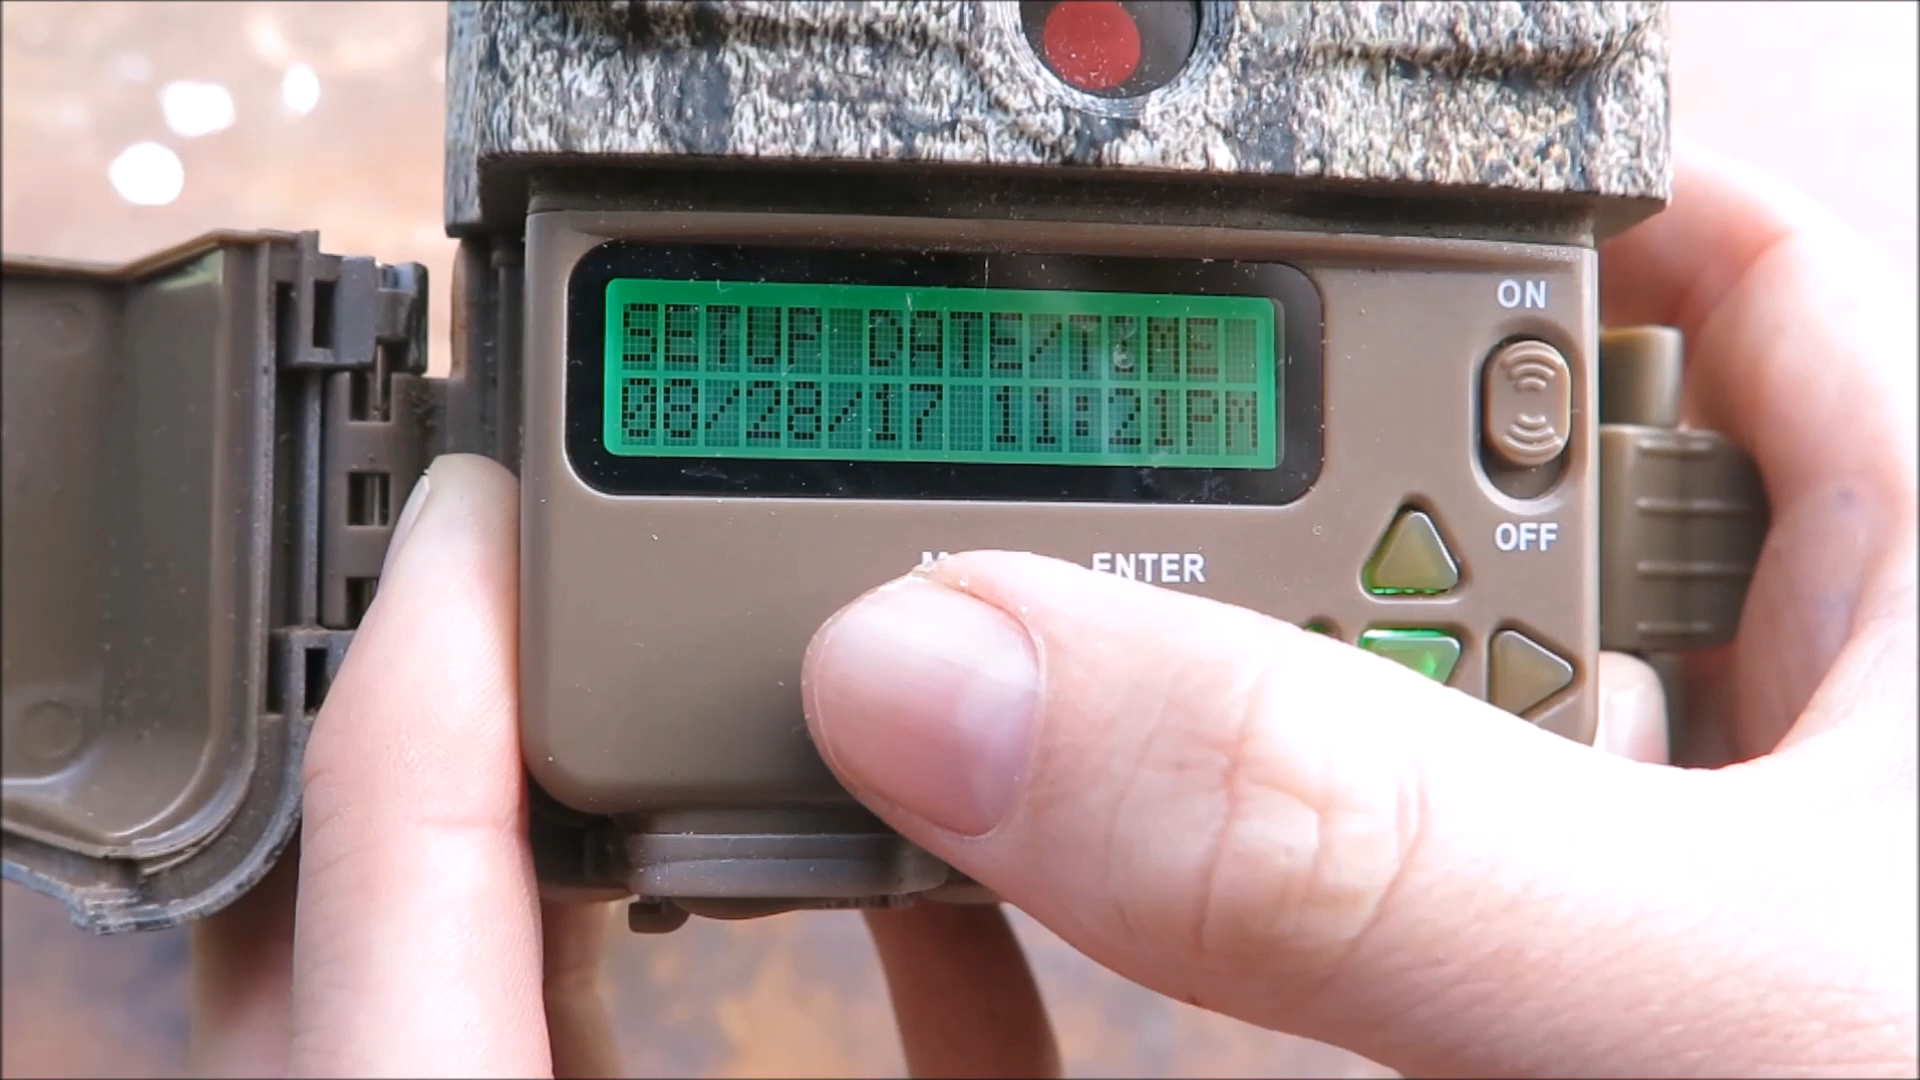 SETUP DATE/TIME
08/28/17 11:21PM
ON
OFF
ENTER